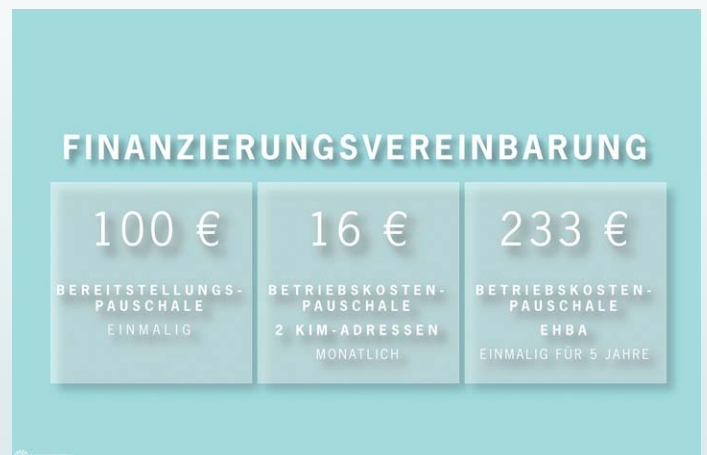 FINANZIERUNGSVEREINBARUNG
100 €
BEREITSTELLUNGS-
PAUSCHALE
EINMALIG
16 €
BETRIEBSKOSTEN-
PAUSCHALE
2 KIM-ADRESSEN
MONATLICH
233 €
BETRIEBSKOSTEN-
PAUSCHALE
EHBA
EINMALIG FÜR 5 JAHRE